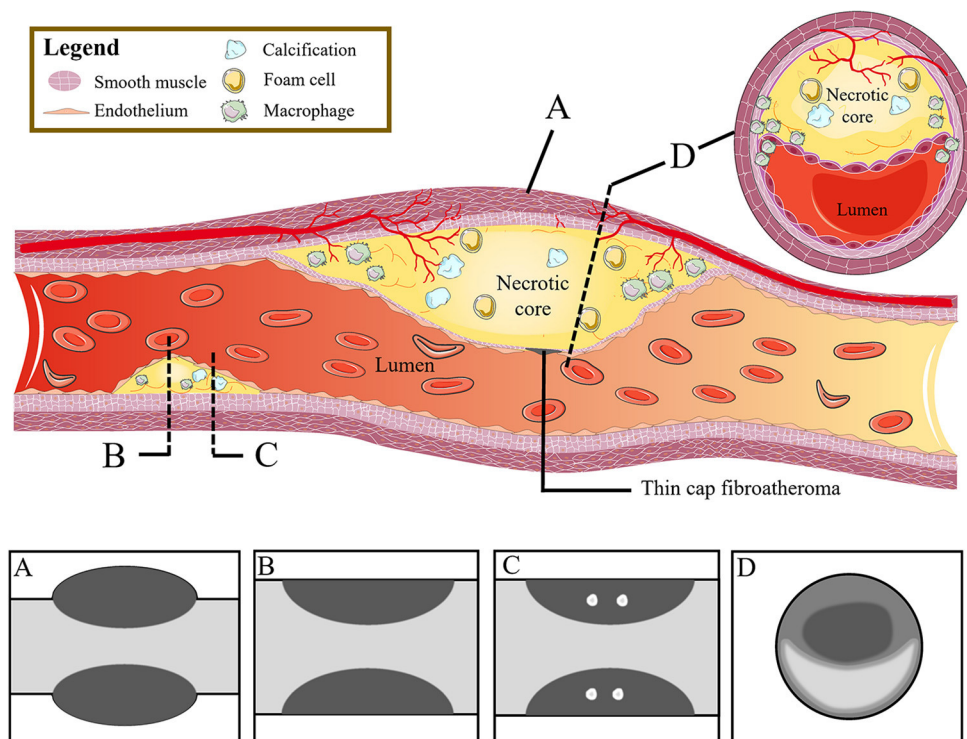 Legend
Smooth muscle
Endothelium
Calcification
Foam cell
Macrophage
A
D
Necrotic
core
Lumen
Necrotic
core
Lumen
B
C
Thin cap fibroatheroma
A
B
C
D